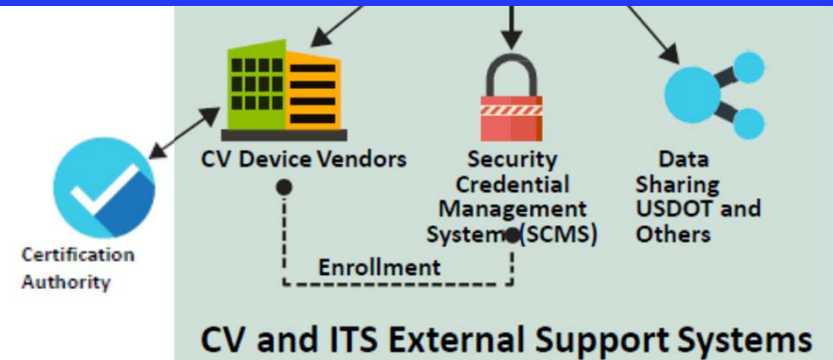 CV Device Vendors
Security
Credential
Management
System (SCMS)
Data
Sharing
USDOT and
Others
Certification
Authority
Enrollment
CV and ITS External Support Systems